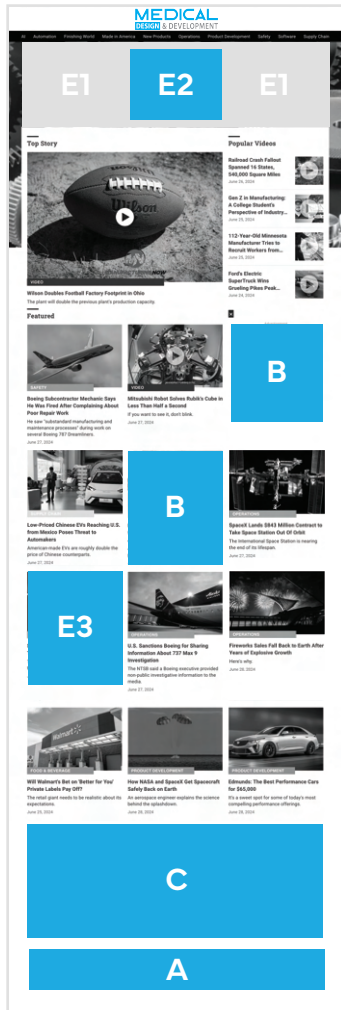 MEDICAL
DESIGN & DEVELOPMENT
All Automation Finishing World Made in America New Products Operations Product Development Safety Software Supply Chain
E1
E2
E1
Top Story
Wilson
VIDEO
Wilson Doubles Football Factory Footprint in Ohio
The plant will double the previous plant's production capacity.
Popular Videos
Railroad Crash Fallout
Spanned 16 States,
540,000 Square Miles
June 26, 2024
Gen Z in Manufacturing:
A College Student's
Perspective of Industry...
June 25, 2024
112-Year-Old Minnesota
Manufacturer Tries to
Recruit Workers from...
June 25, 2024
Ford's Electric
SuperTruck Wins
Grueling Pikes Peak...
June 24, 2024
Featured
SAFETY
Boeing Subcontractor Mechanic Says
He Was Fired After Complaining About
Poor Repair Work
He saw "substandard manufacturing and
maintenance processes" during work on
several Boeing 787 Dreamliners.
June 27, 2024
VIDEO
Mitsubishi Robot Solves Rubik's Cube in
Less Than Half a Second
If you want to see it, don't blink.
June 27, 2024
B
Low-Priced Chinese EVs Reaching U.S.
from Mexico Poses Threat to
Automakers
American-made EVs are roughly double the
price of Chinese counterparts.
June 27, 2024
B
OPERATIONS
SpaceX Lands $843 Million Contract to
Take Space Station Out Of Orbit
The International Space Station is nearing
the end of its lifespan.
June 27, 2024
E3
OPERATIONS
U.S. Sanctions Boeing for Sharing
Information About 737 Max 9
Investigation
The NTSB said a Boeing executive provided
non-public investigation information to the
media.
June 27, 2024
OPERATIONS
Fireworks Sales Fall Back to Earth After
Years of Explosive Growth
Here's why.
June 26, 2024
Walmart
FOOD & BEVERAGE
Will Walmart's Bet on 'Better for You'
Private Labels Pay Off?
The retail giant needs to be realistic about its
expectations.
June 25, 2024
PRODUCT DEVELOPMENT
How NASA and SpaceX Get Spacecraft
Safely Back on Earth
An aerospace engineer explains the science
behind the splashdown.
June 26, 2024
PRODUCT DEVELOPMENT
Edmunds: The Best Performance Cars
for $65,000
It's a sweet spot for some of today's most
compelling performance offerings.
June 26, 2024
C
A